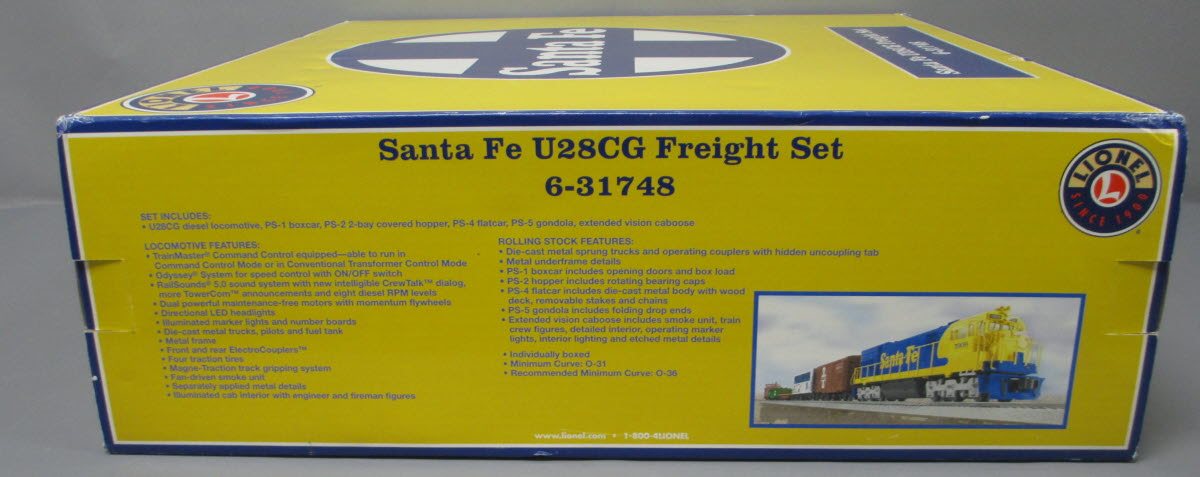 Santa Fe
LIONEL
Santa Fe U28CG Freight Set
6-31748
LIONEL
SINCE 1900
SET INCLUDES:
• U28CG diesel locomotive, PS-1 boxcar, PS-2 2-bay covered hopper, PS-4 flatcar, PS-5 gondola, extended vision caboose
LOCOMOTIVE FEATURES:
• TrainMaster® Command Control equipped—able to run in
Command Control Mode or in Conventional Transformer Control Mode
• Odyssey® System for speed control with ON/OFF switch
• RailSounds® 5.0 sound system with new intelligible CrewTalk™ dialog,
more TowerCom™ announcements and eight diesel RPM levels
• Dual powerful maintenance-free motors with momentum flywheels
• Directional LED headlights
• Illuminated marker lights and number boards
• Die-cast metal trucks, pilots and fuel tank
• Metal frame
• Front and rear ElectroCouplers™
• Four traction tires
• Magne-Traction track gripping system
• Fan-driven smoke unit
• Separately applied metal details
• Illuminated cab interior with engineer and fireman figures
ROLLING STOCK FEATURES:
• Die-cast metal sprung trucks and operating couplers with hidden uncoupling tab
• Metal underframe details
• PS-1 boxcar includes opening doors and box load
• PS-2 hopper includes rotating bearing caps
• PS-4 flatcar includes die-cast metal body with wood
deck, removable stakes and chains
• PS-5 gondola includes folding drop ends
• Extended vision caboose includes smoke unit, train
crew figures, detailed interior, operating marker
lights, interior lighting and etched metal details
• Individually boxed
• Minimum Curve: O-31
• Recommended Minimum Curve: O-36
Santa Fe
www.lionel.com • 1-800-4LIONEL